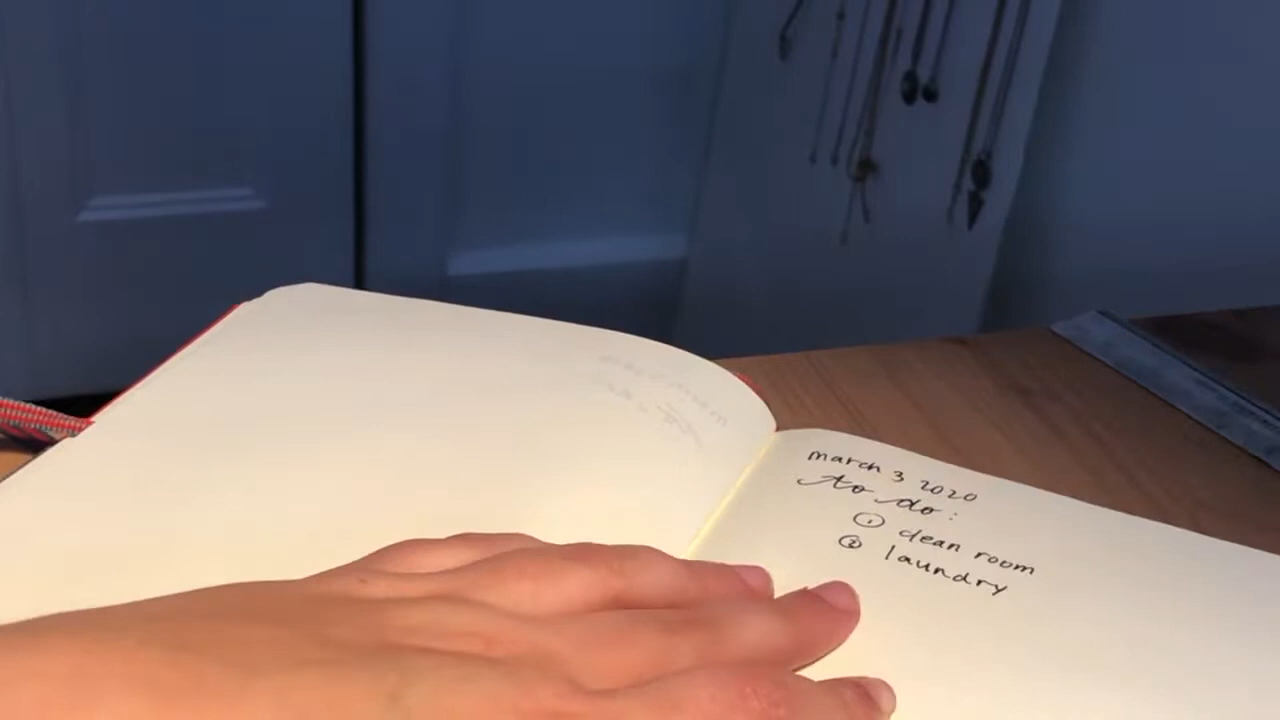 march 3 2020
to do:
① clean room
② laundry